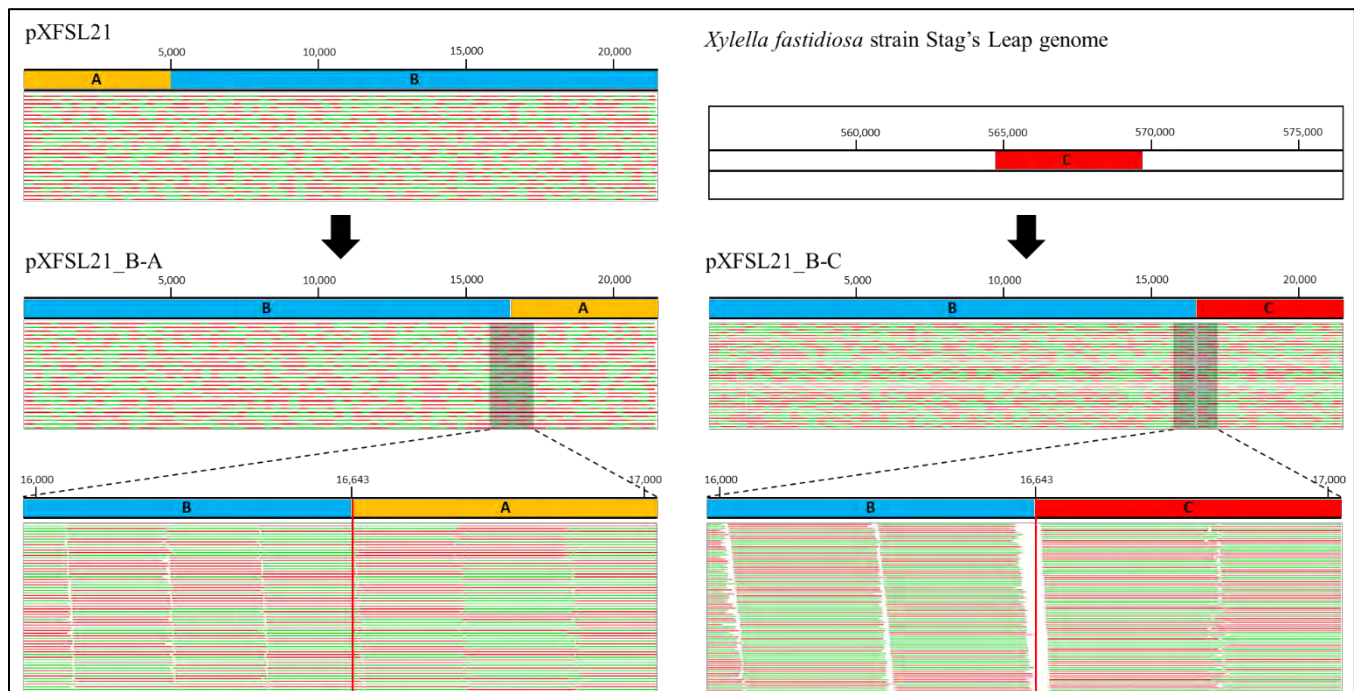 pXFSL21
5,000 10,000 15,000 20,000
A B
Xylella fastidiosa strain Stag's Leap genome
560,000 565,000 570,000 575,000
C
pXFSL21_B-A
5,000 10,000 15,000 20,000
B A
pXFSL21_B-C
5,000 10,000 15,000 20,000
B C
16,000 16,643 17,000
B A
16,000 16,643 17,000
B C